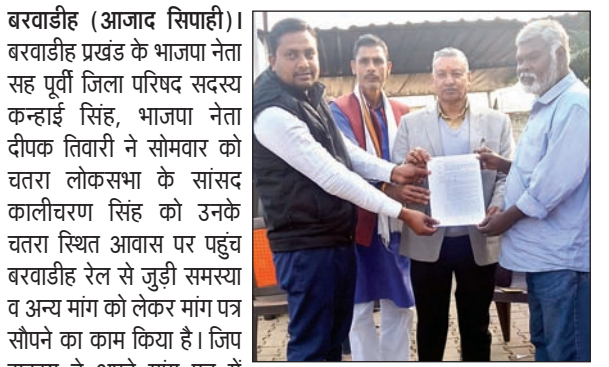 बरवाडीह (आजाद सिपाही)।
बरवाडीह प्रखंड के भाजपा नेता
सह पूर्वी जिला परिषद सदस्य
कन्हाई सिंह, भाजपा नेता
दीपक तिवारी ने सोमवार को
चतरा लोकसभा के सांसद
कालीचरण सिंह को उनके
चतरा स्थित आवास पर पहुंच
बरवाडीह रेल से जुड़ी समस्या
व अन्य मांग को लेकर मांग पत्र
सौपने का काम किया है। जिप